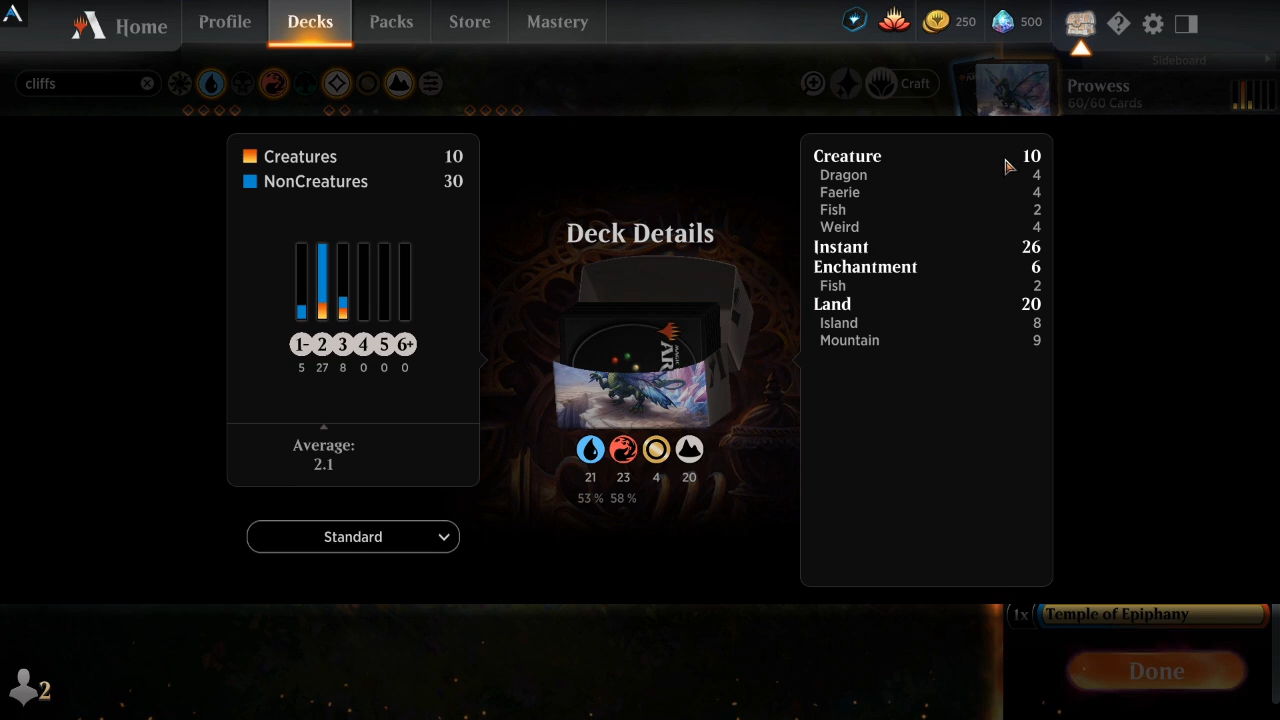 Home
Profile
Decks
Packs
Store
Mastery
250
500
cliffs
Craft
Sideboard
Prowess
60/60 Cards
Creatures 10
NonCreatures 30
1- 2 3 4 5 6+
5 27 8 0 0 0
Average:
2.1
Standard
Deck Details
MAGIC
AR
21 23 4 20
53 % 58 %
Creature 10
Dragon 4
Faerie 4
Fish 2
Weird 4
Instant 26
Enchantment 6
Fish 2
Land 20
Island 8
Mountain 9
1x Temple of Epiphany
Done
2